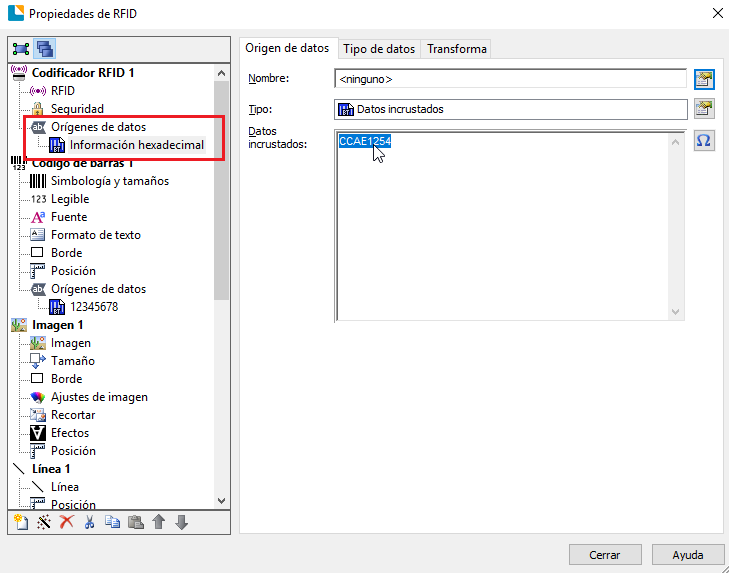 Propiedades de RFID
Codificador RFID 1
RFID
Seguridad
Orígenes de datos
Información hexadecimal
Código de barras 1
Simbología y tamaños
Legible
Fuente
Formato de texto
Borde
Posición
Orígenes de datos
12345678
Imagen 1
Imagen
Tamaño
Borde
Ajustes de imagen
Recortar
Efectos
Posición
Línea 1
Línea
Posición
Origen de datos
Tipo de datos
Transforma
Nombre:
<ninguno>
Tipo:
Datos incrustados
Datos
incrustados:
CCAE1254
Cerrar
Ayuda